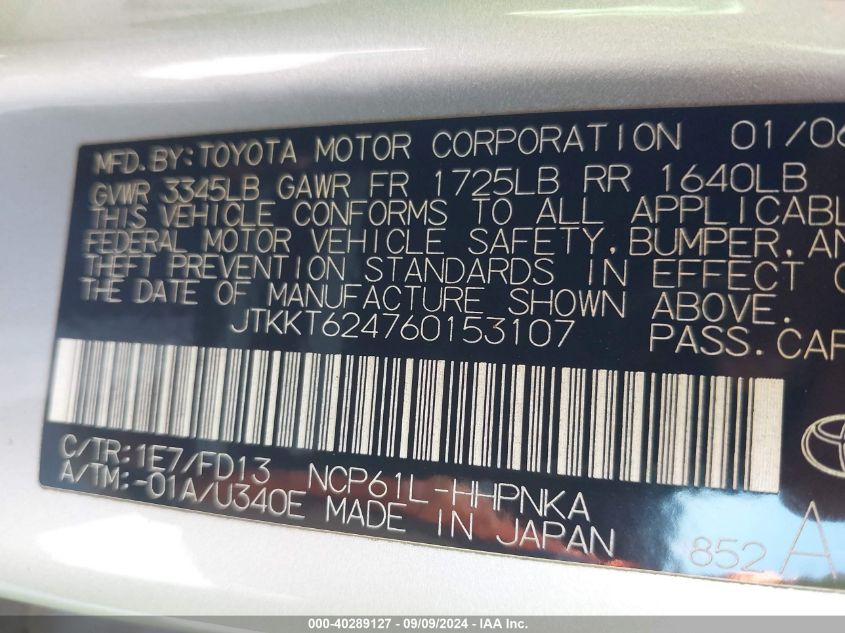 MFD.BY:TOYOTA MOTOR CORPORATION 01/06
GVWR 3345LB GAWR FR 1725LB RR 1640LB
THIS VEHICLE CONFORMS TO ALL APPLICABL
FEDERAL MOTOR VEHICLE SAFETY, BUMPER, AN
THEFT PREVENTION STANDARDS IN EFFECT O
THE DATE OF MANUFACTURE SHOWN ABOVE.
JTKKT624760153107 PASS.CAR
C/TR:1E7/FD13 NCP61L-HHPNKA
A/TM:-01A/U340E MADE IN JAPAN 852 A
000-40289127 - 09/09/2024 - IAA Inc.